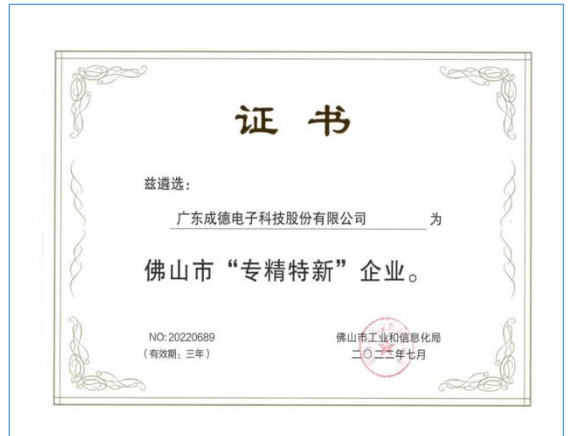 证 书
兹遴选：
广东成德电子科技股份有限公司 为
佛山市“专精特新”企业。
NO: 20220689
（有效期：三年）
佛山市工业和信息化局
二〇二二年七月